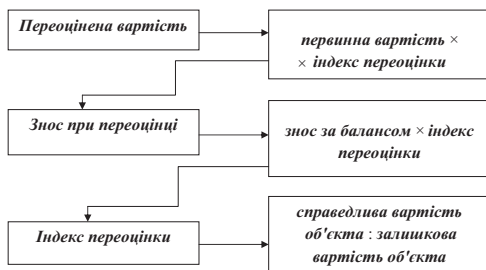 Переоцінена вартість
первинна вартість ×
× індекс переоцінки
Знос при переоцінці
знос за балансом × індекс
переоцінки
Індекс переоцінки
справедлива вартість
об'єкта : залишкова
вартість об'єкта